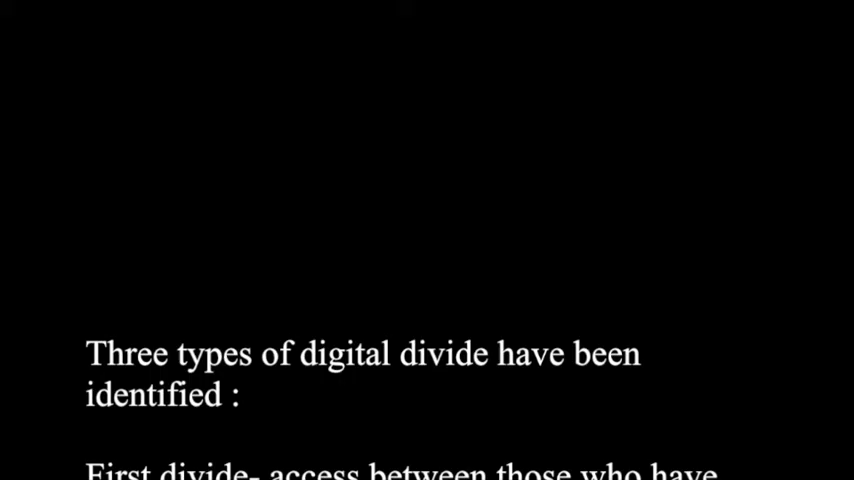 Three types of digital divide have been
identified :
First divide- access between those who have